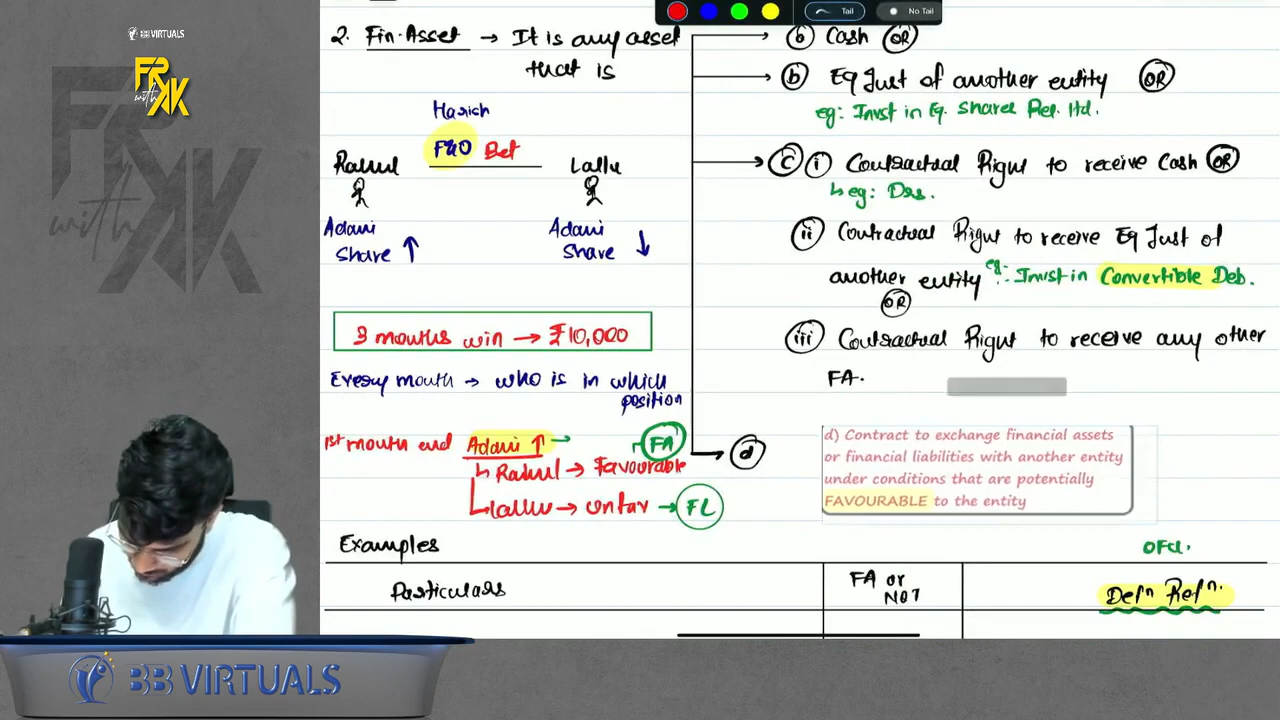 BB VIRTUALS
FR
with AK
Tail
No Tail
2. Fin. Asset → It is any asset
that is
(b) Cash (OR)
(b) Eq Inst of another entity (OR)
eg: Invst in Eq. Shares Rel. Ltd.
Harish
F&O Bet
Rahul
Lallu
Adani
Share ↑
Adani
Share ↓
(c) (i) Contractual Right to receive Cash (OR)
↳ eg: Drs.
(ii) Contractual Right to receive Eq Inst of
another entity eg: Invst in Convertible Deb.
(OR)
(iii) Contractual Right to receive any other
FA.
3 months win → ₹10,000
Every month → who is in which
position
1st month end Adani ↑ →
FA
↳ Rahul → Favourable
↳ Lallu → unfav → FL
(d)
d) Contract to exchange financial assets
or financial liabilities with another entity
under conditions that are potentially
FAVOURABLE to the entity
Examples
Particulars
FA or
NOT
Defn Refn.
BB VIRTUALS